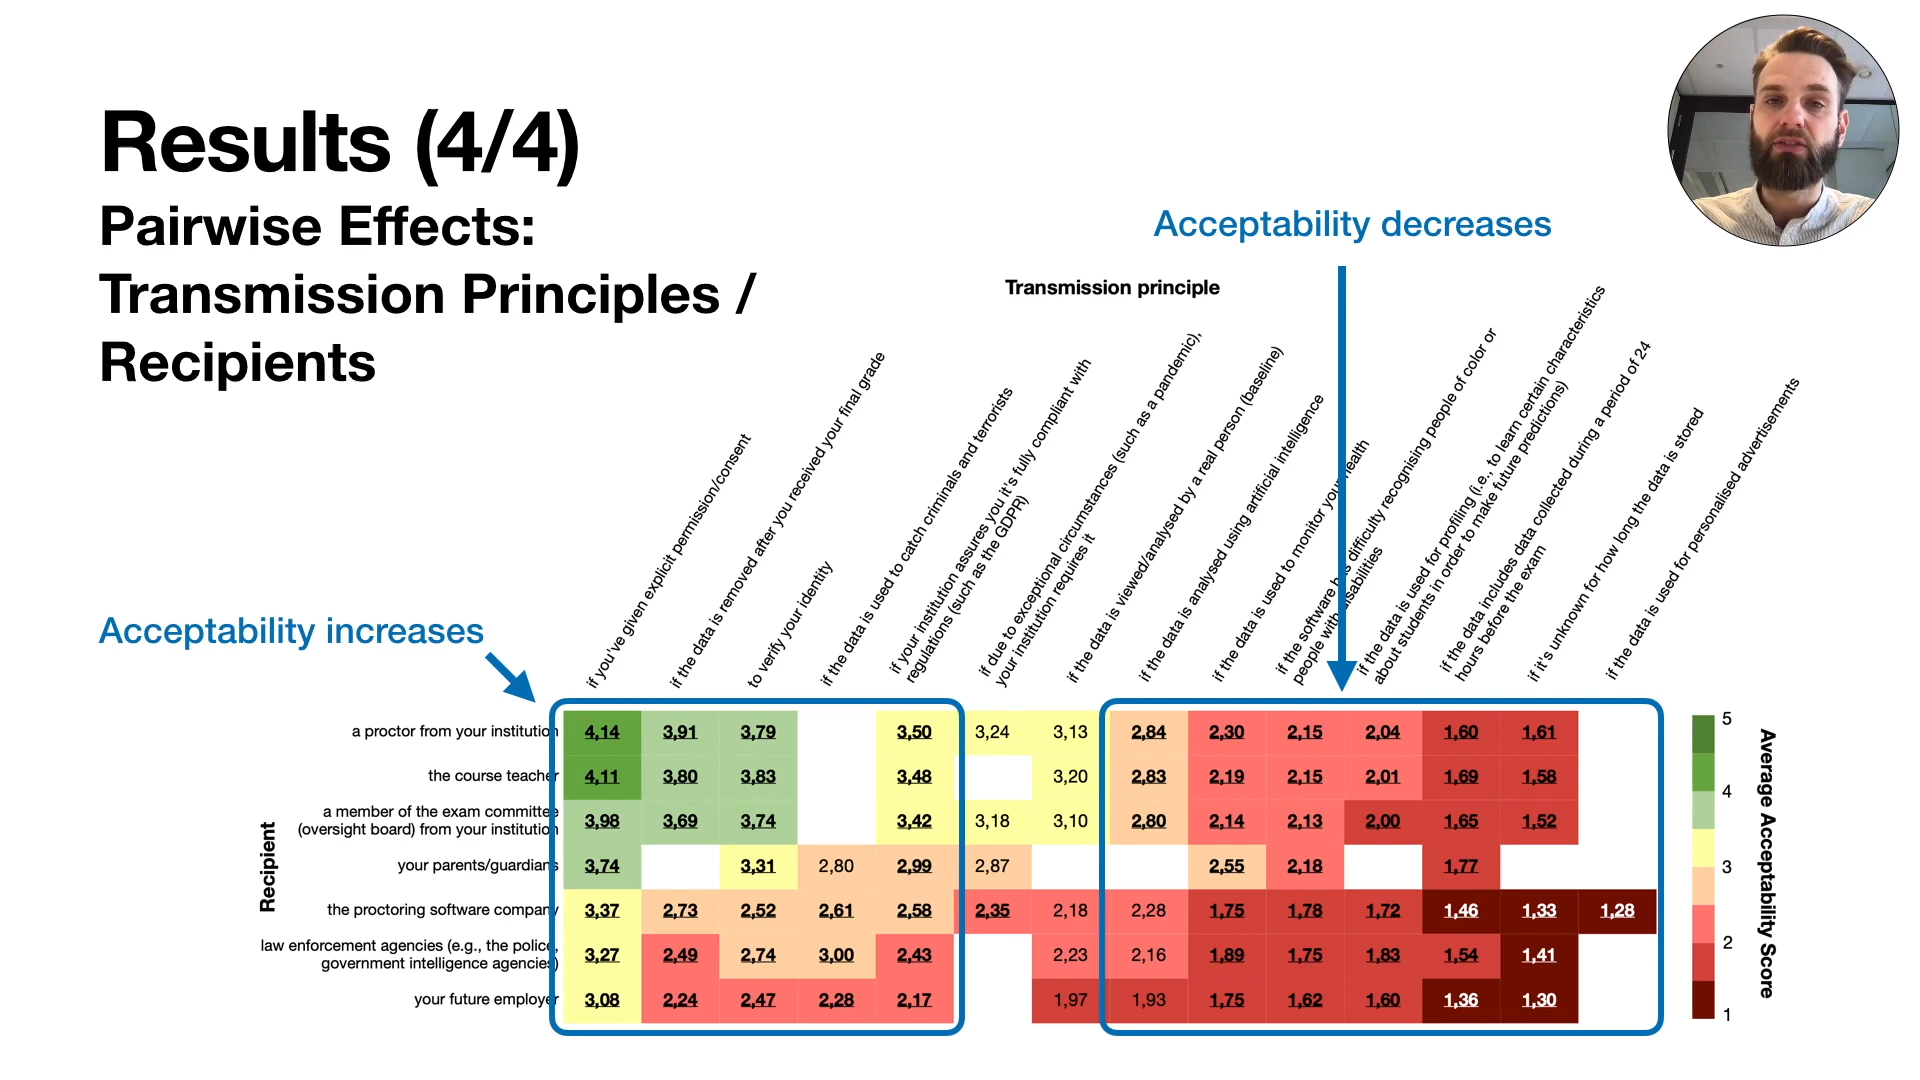 Results (4/4)
Pairwise Effects:
Transmission Principles /
Recipients
Acceptability decreases
Transmission principle
Acceptability increases
if you've given explicit permission/consent
if the data is removed after you received your final grade
to verify your identity
if the data is used to catch criminals and terrorists
if your institution assures you it's fully compliant with
regulations (such as the GDPR)
if due to exceptional circumstances (such as a pandemic),
your institution requires it
if the data is viewed/analysed by a real person (baseline)
if the data is analysed using artificial intelligence
if the data is used to monitor your health
if the software has difficulty recognising people of color or
people with disabilities
if the data is used for profiling (i.e., to learn certain characteristics
about students in order to make future predictions)
if the data includes data collected during a period of 24
hours before the exam
if it's unknown for how long the data is stored
if the data is used for personalised advertisements
Recipient
a proctor from your institution 4,14 3,91 3,79 3,50 3,24 3,13 2,84 2,30 2,15 2,04 1,60 1,61
the course teacher 4,11 3,80 3,83 3,48 3,20 2,83 2,19 2,15 2,01 1,69 1,58
a member of the exam committee
(oversight board) from your institution 3,98 3,69 3,74 3,42 3,18 3,10 2,80 2,14 2,13 2,00 1,65 1,52
your parents/guardians 3,74 3,31 2,80 2,99 2,87 2,55 2,18 1,77
the proctoring software company 3,37 2,73 2,52 2,61 2,58 2,35 2,18 2,28 1,75 1,78 1,72 1,46 1,33 1,28
law enforcement agencies (e.g., the police,
government intelligence agencies) 3,27 2,49 2,74 3,00 2,43 2,23 2,16 1,89 1,75 1,83 1,54 1,41
your future employer 3,08 2,24 2,47 2,28 2,17 1,97 1,93 1,75 1,62 1,60 1,36 1,30
5
4
3
2
1
Average Acceptability Score